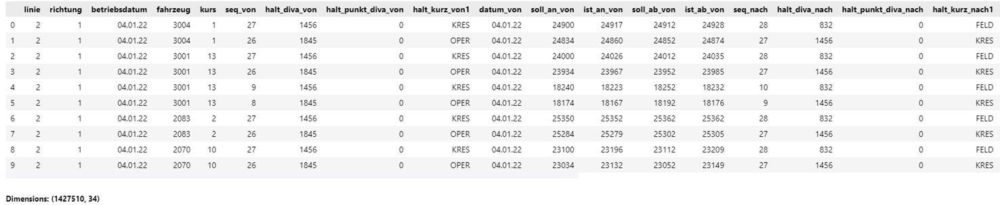 linie richtung betriebsdatum fahrzeug kurs seq_von halt_diva_von halt_punkt_diva_von halt_kurz_von1 datum_von soll_an_von ist_an_von soll_ab_von ist_ab_von seq_nach halt_diva_nach halt_punkt_diva_nach halt_kurz_nach1
0 2 1 04.01.22 3004 1 27 1456 0 KRES 04.01.22 24900 24917 24912 24928 28 832 0 FELD
1 2 1 04.01.22 3004 1 26 1845 0 OPER 04.01.22 24834 24860 24852 24874 27 1456 0 KRES
2 2 1 04.01.22 3001 13 27 1456 0 KRES 04.01.22 24000 24026 24012 24035 28 832 0 FELD
3 2 1 04.01.22 3001 13 26 1845 0 OPER 04.01.22 23934 23967 23952 23985 27 1456 0 KRES
4 2 1 04.01.22 3001 13 9 1456 0 KRES 04.01.22 18240 18223 18252 18232 10 832 0 FELD
5 2 1 04.01.22 3001 13 8 1845 0 OPER 04.01.22 18174 18167 18192 18176 9 1456 0 KRES
6 2 1 04.01.22 2083 2 27 1456 0 KRES 04.01.22 25350 25352 25362 25362 28 832 0 FELD
7 2 1 04.01.22 2083 2 26 1845 0 OPER 04.01.22 25284 25279 25302 25305 27 1456 0 KRES
8 2 1 04.01.22 2070 10 27 1456 0 KRES 04.01.22 23100 23196 23112 23209 28 832 0 FELD
9 2 1 04.01.22 2070 10 26 1845 0 OPER 04.01.22 23034 23132 23052 23149 27 1456 0 KRES
Dimensions: (1427510, 34)